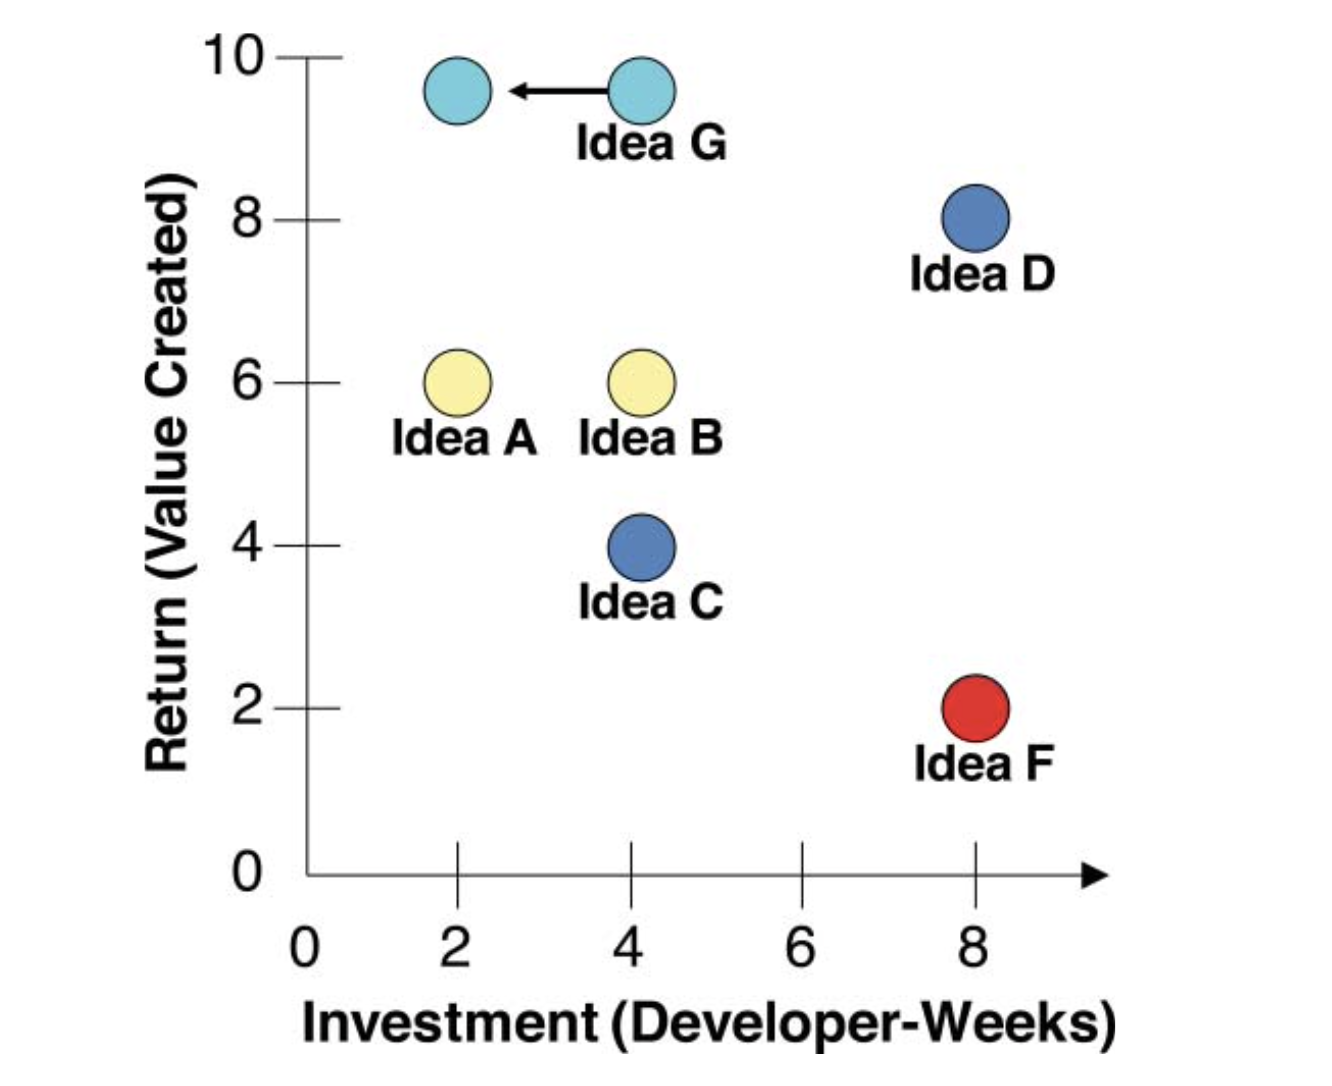 Return (Value Created)
10
8
6
4
2
0
Idea G
Idea D
Idea A
Idea B
Idea C
Idea F
0
2
4
6
8
Investment (Developer-Weeks)